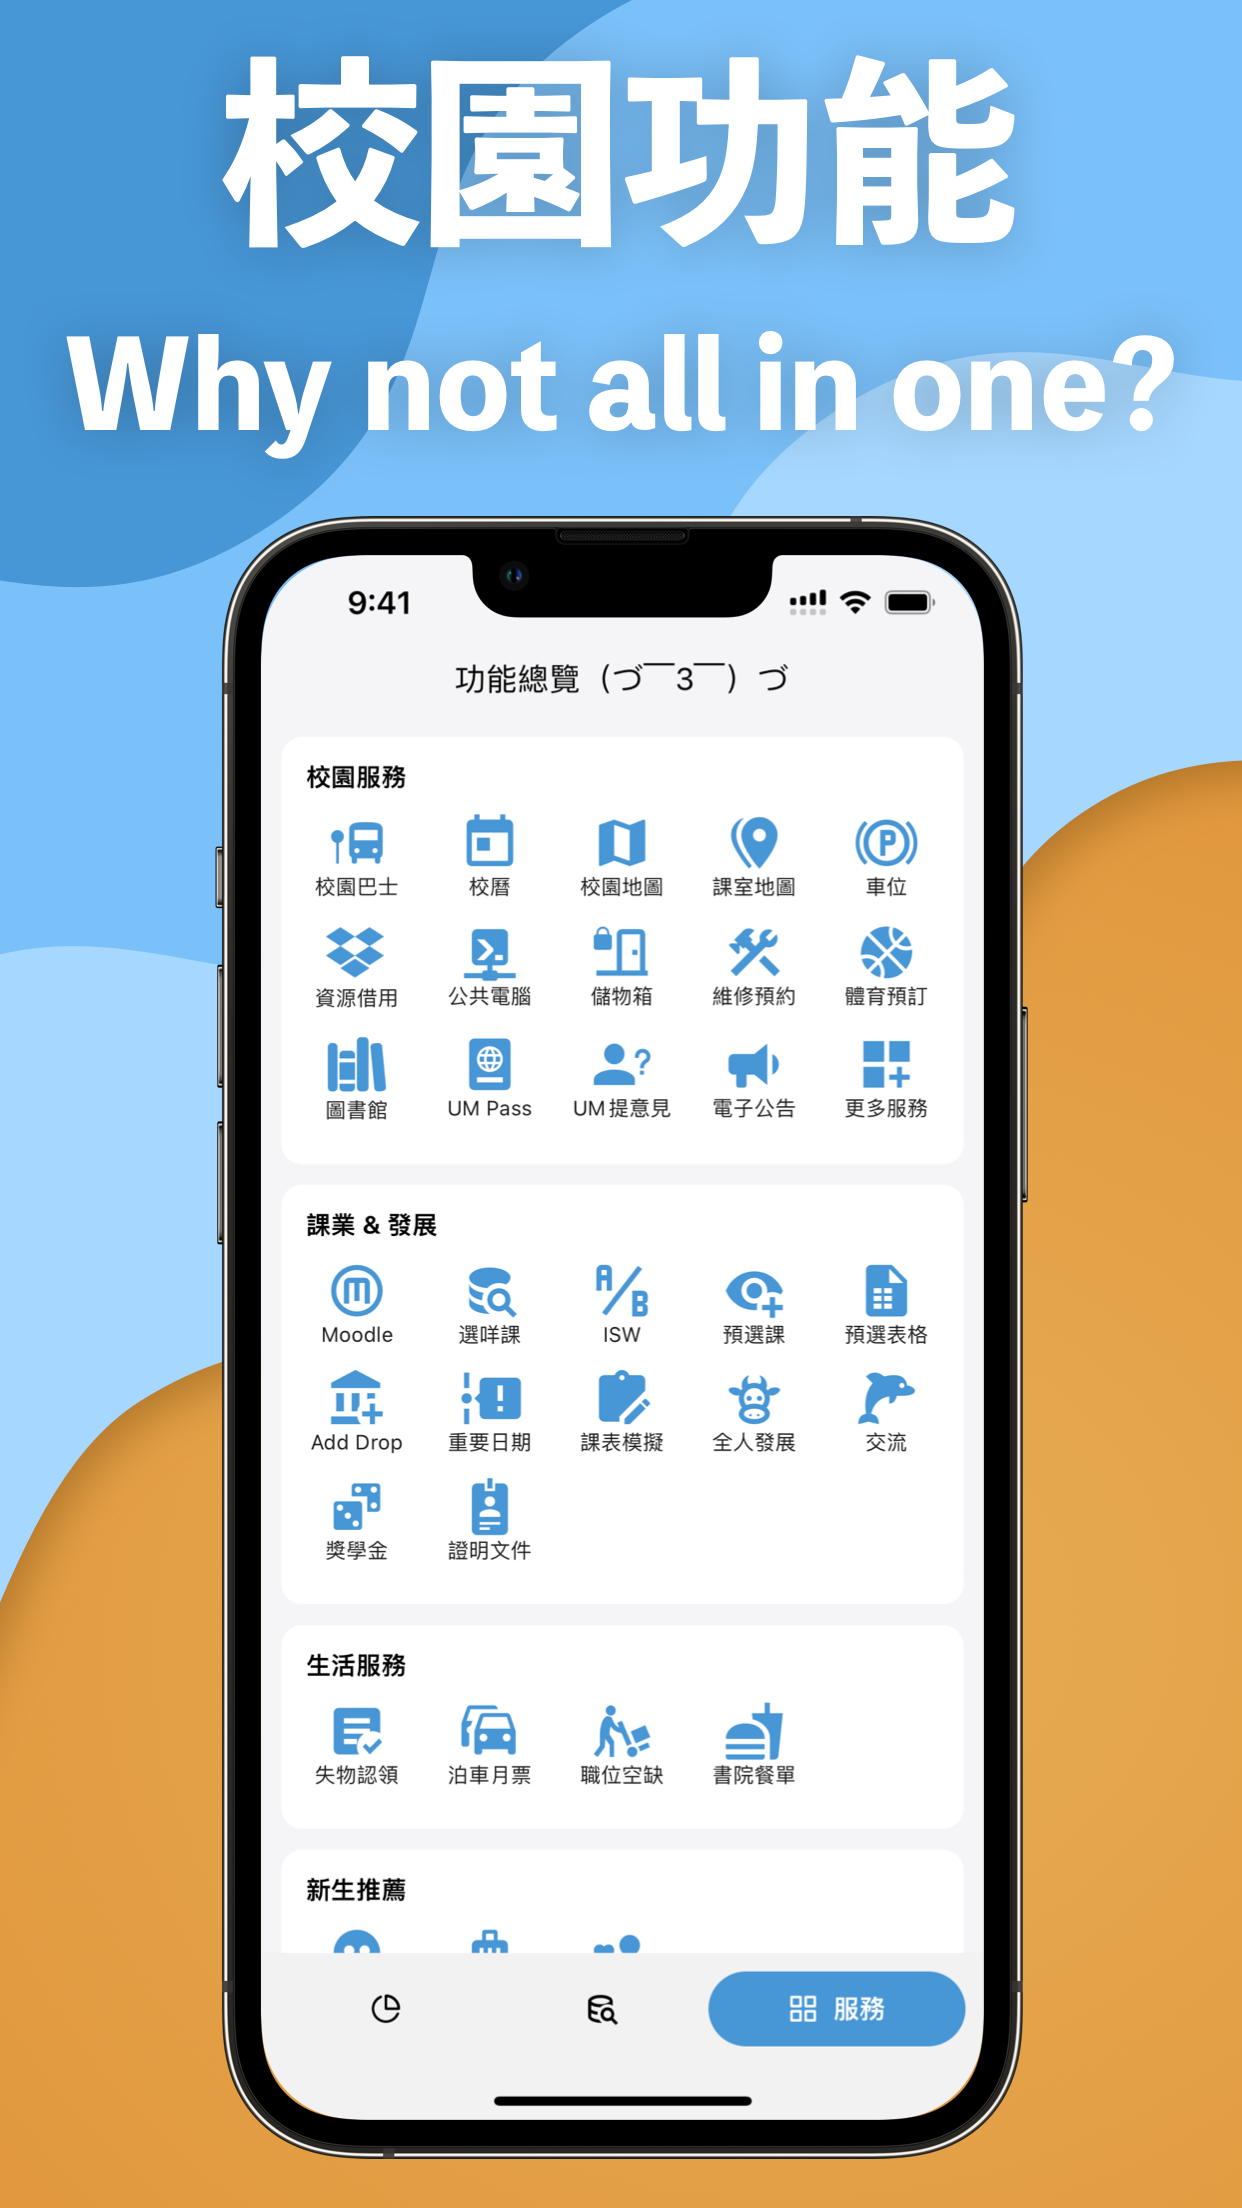 校園功能
Why not all in one?
9:41
功能總覽（づ￣3￣）づ
校園服務
校園巴士 校曆 校園地圖 課室地圖 車位
資源借用 公共電腦 儲物箱 維修預約 體育預訂
圖書館 UM Pass UM提意見 電子公告 更多服務
課業 & 發展
Moodle 選咩課 ISW 預選課 預選表格
Add Drop 重要日期 課表模擬 全人發展 交流
獎學金 證明文件
生活服務
失物認領 泊車月票 職位空缺 書院餐單
新生推薦
服務